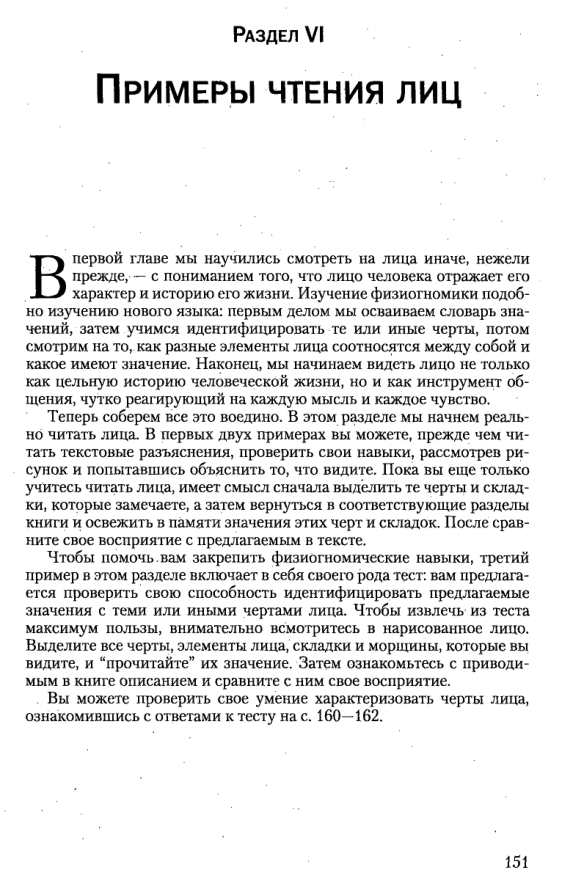 Раздел VI
Примеры чтения лиц
В первой главе мы научились смотреть на лица иначе, нежели
прежде, — с пониманием того, что лицо человека отражает его
характер и историю его жизни. Изучение физиогномики подоб-
но изучению нового языка: первым делом мы осваиваем словарь зна-
чений, затем учимся идентифицировать те или иные черты, потом
смотрим на то, как разные элементы лица соотносятся между собой и
какое имеют значение. Наконец, мы начинаем видеть лицо не только
как цельную историю человеческой жизни, но и как инструмент об-
щения, чутко реагирующий на каждую мысль и каждое чувство.
Теперь соберем все это воедино. В этом разделе мы начнем реаль-
но читать лица. В первых двух примерах вы можете, прежде чем чи-
тать текстовые разъяснения, проверить свои навыки, рассмотрев ри-
сунок и попытавшись объяснить то, что видите. Пока вы еще только
учитесь читать лица, имеет смысл сначала выделить те черты и склад-
ки, которые замечаете, а затем вернуться в соответствующие разделы
книги и освежить в памяти значения этих черт и складок. После срав-
ните свое восприятие с предлагаемым в тексте.
Чтобы помочь вам закрепить физиогномические навыки, третий
пример в этом разделе включает в себя своего рода тест: вам предлага-
ется проверить свою способность идентифицировать предлагаемые
значения с теми или иными чертами лица. Чтобы извлечь из теста
максимум пользы, внимательно всмотритесь в нарисованное лицо.
Выделите все черты, элементы лица, складки и морщины, которые вы
видите, и “прочитайте” их значение. Затем ознакомьтесь с приводи-
мым в книге описанием и сравните с ним свое восприятие.
Вы можете проверить свое умение характеризовать черты лица,
ознакомившись с ответами к тесту на с. 160—162.
151